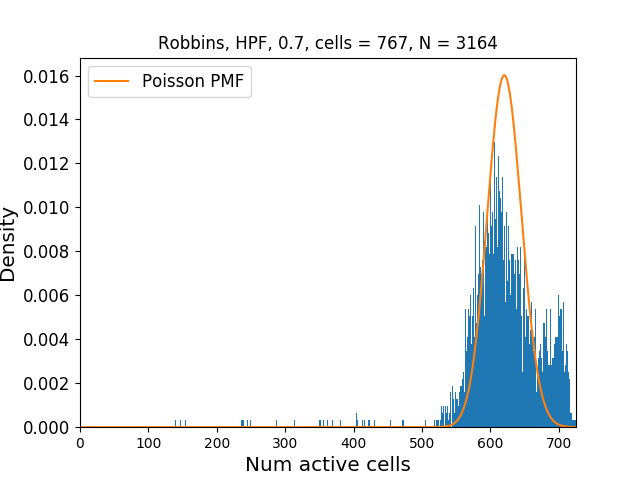 Robbins, HPF, 0.7, cells = 767, N = 3164
Poisson PMF
0.016
0.014
0.012
0.010
0.008
0.006
0.004
0.002
0.000
Density
0 100 200 300 400 500 600 700
Num active cells